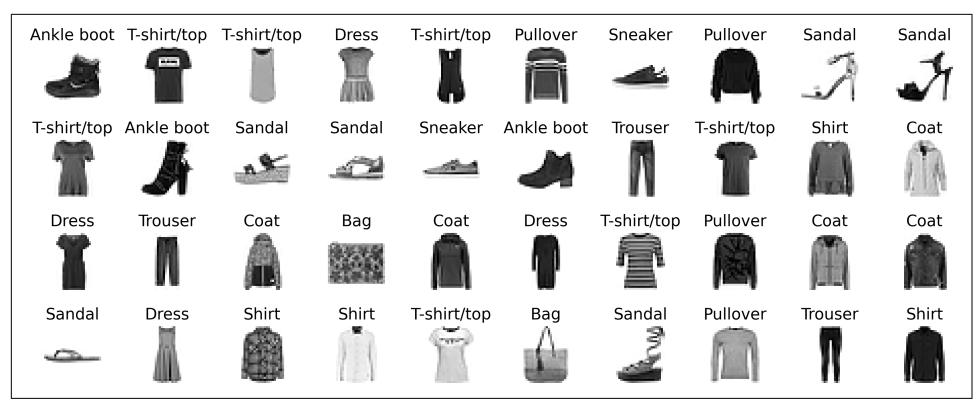 Ankle boot T-shirt/top T-shirt/top Dress T-shirt/top Pullover Sneaker Pullover Sandal Sandal
T-shirt/top Ankle boot Sandal Sandal Sneaker Ankle boot Trouser T-shirt/top Shirt Coat
Dress Trouser Coat Bag Coat Dress T-shirt/top Pullover Coat Coat
Sandal Dress Shirt Shirt T-shirt/top Bag Sandal Pullover Trouser Shirt